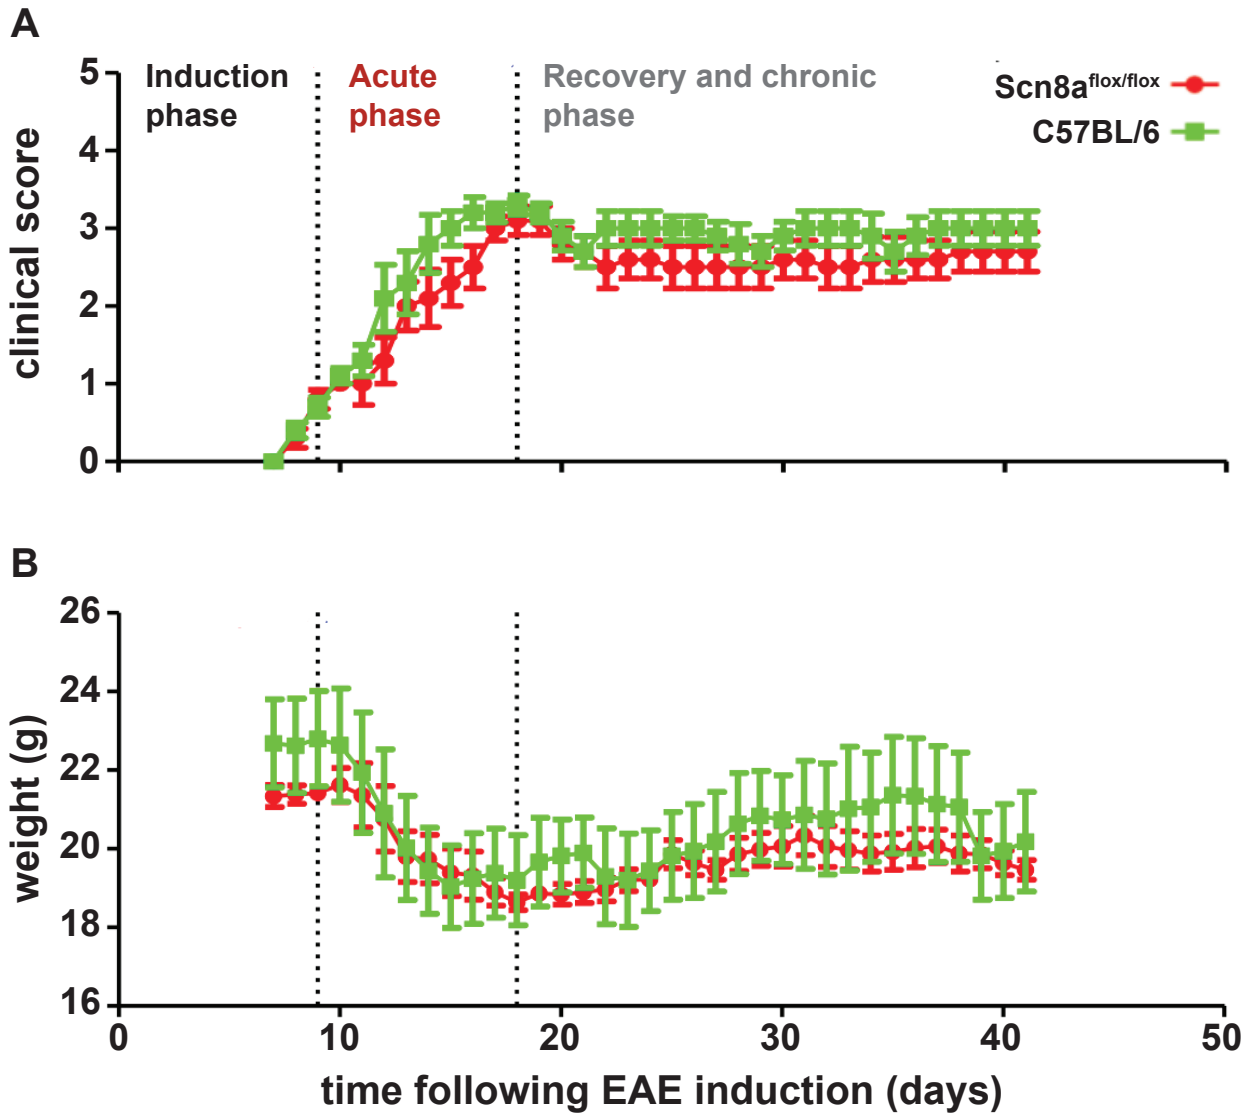 A
Induction
phase
Acute
phase
Recovery and chronic
phase
Scn8aflox/flox
C57BL/6
clinical score
5
4
3
2
1
0
B
weight (g)
26
24
22
20
18
16
0 10 20 30 40 50
time following EAE induction (days)